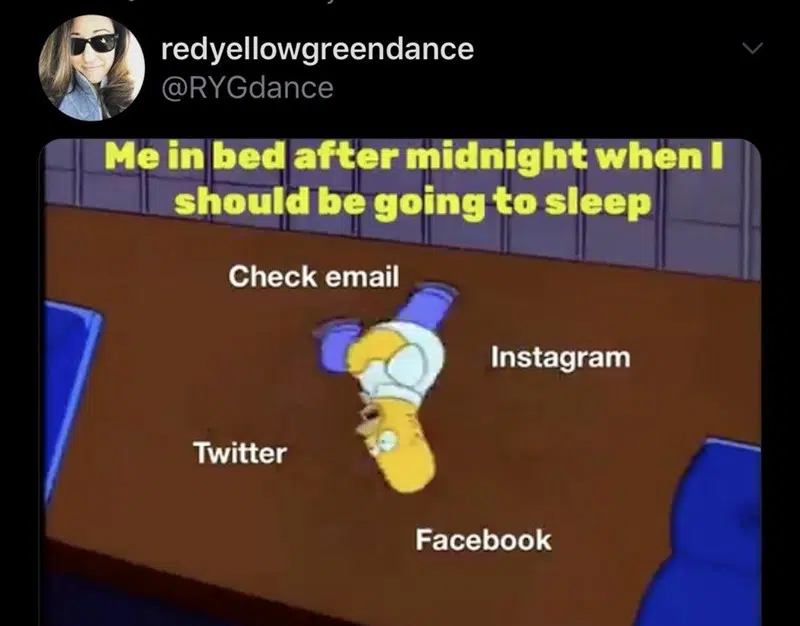 redyellowgreendance
@RYGdance
Me in bed after midnight when I
should be going to sleep
Check email
Instagram
Twitter
Facebook